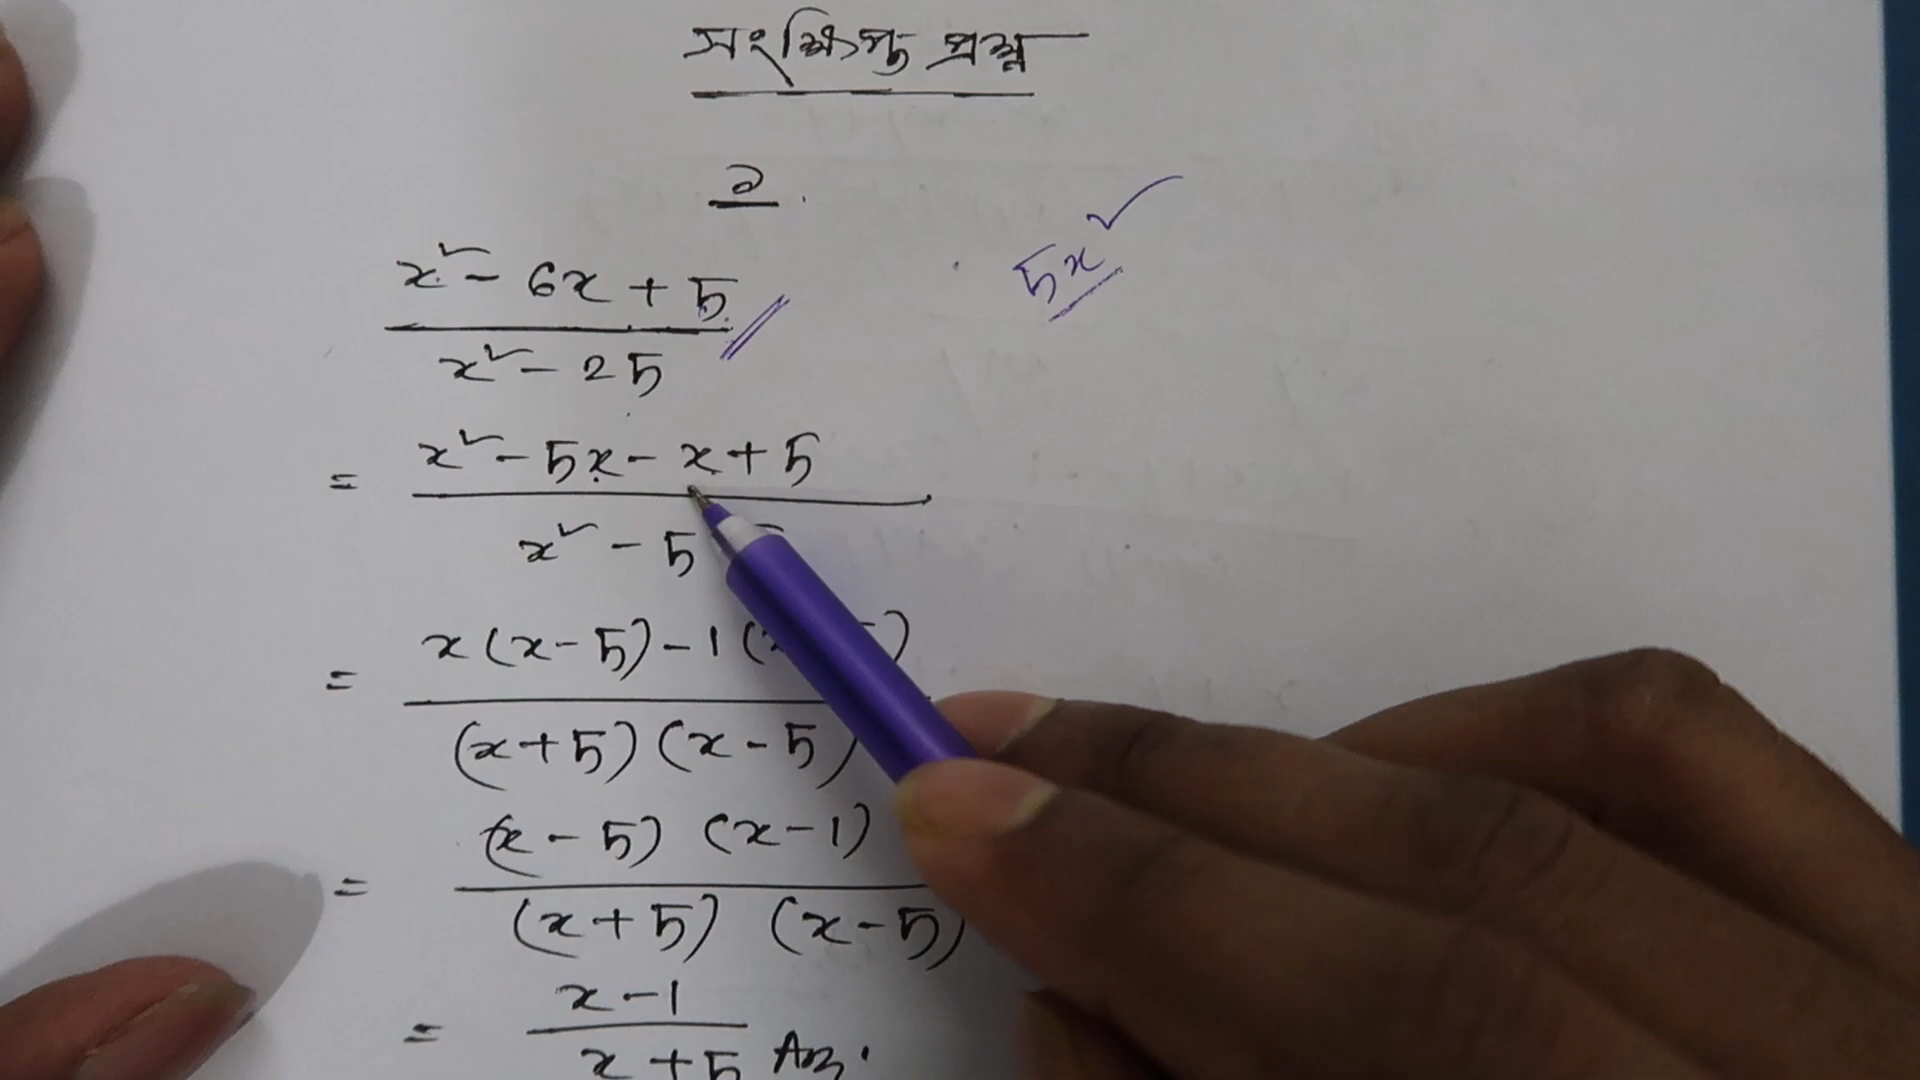 সংক্ষিপ্ত প্রশ্ন
১.
5x²
x² - 6x + 5
x² - 25
= x² - 5x - x + 5
x² - 5
= x(x-5) - 1(
(x+5)(x-5)
= (x-5) (x-1)
(x+5) (x-5)
= x-1
x+5 Ans.